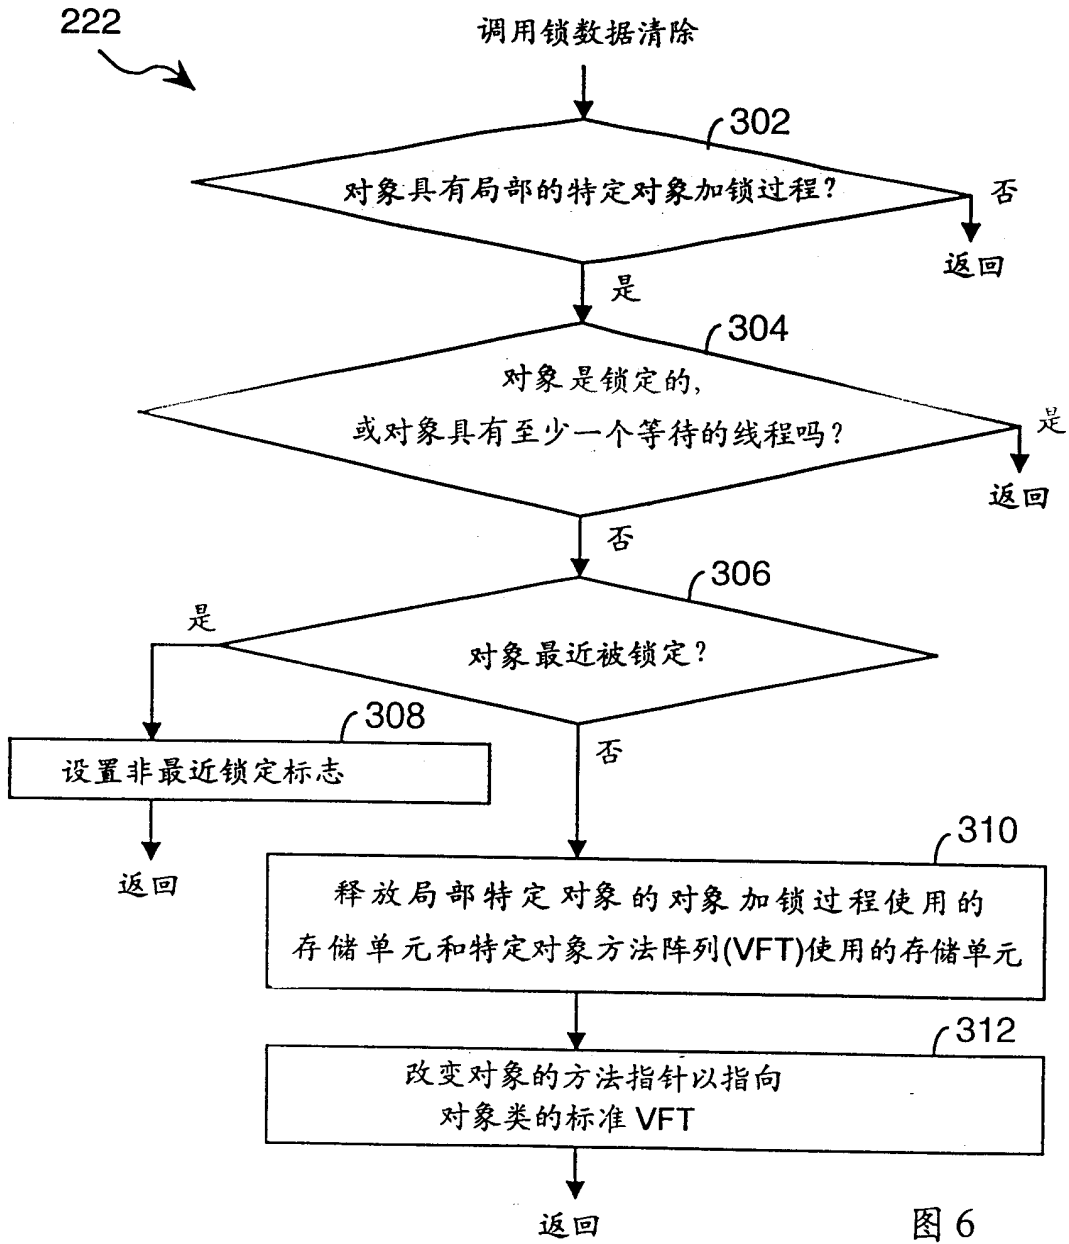 222
调用锁数据清除
302
对象具有局部的特定对象加锁过程?
否
返回
是
304
对象是锁定的,
或对象具有至少一个等待的线程吗?
是
返回
否
306
是
对象最近被锁定?
308
否
设置非最近锁定标志
返回
310
释放局部特定对象的对象加锁过程使用的
存储单元和特定对象方法阵列(VFT)使用的存储单元
312
改变对象的方法指针以指向
对象类的标准VFT
返回
图6